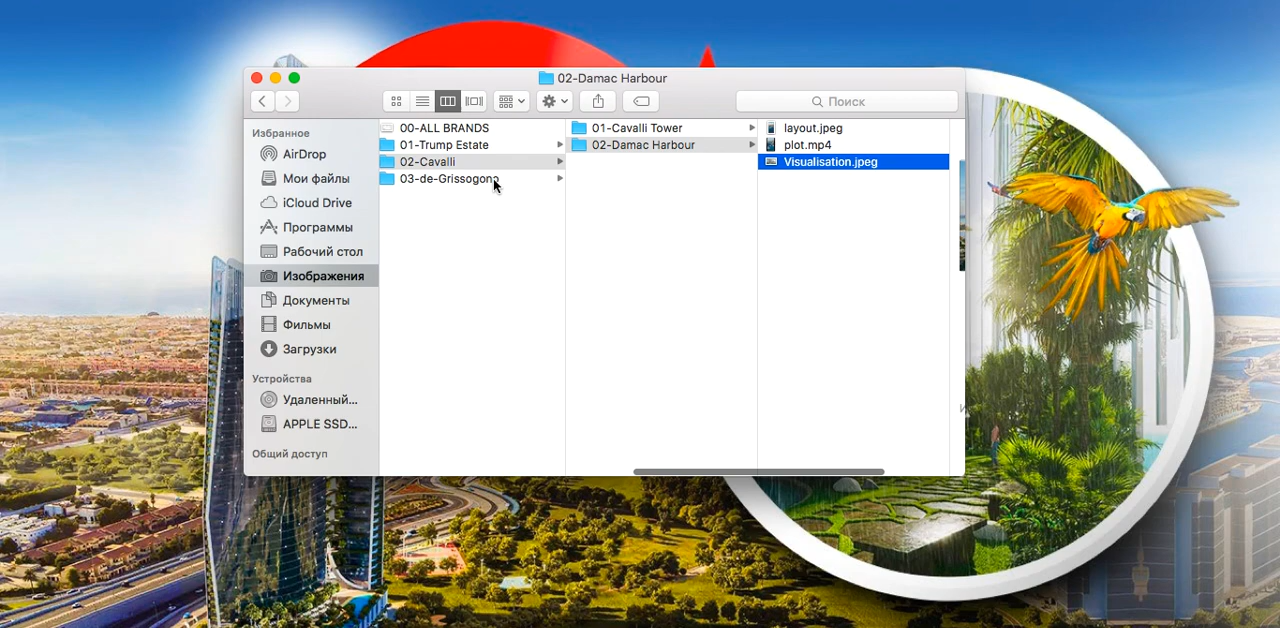 02-Damac Harbour
Поиск
Избранное
AirDrop
Мои файлы
iCloud Drive
Программы
Рабочий стол
Изображения
Документы
Фильмы
Загрузки
Устройства
Удаленный...
APPLE SSD...
Общий доступ
00-ALL BRANDS
01-Trump Estate
02-Cavalli
03-de-Grissogono
01-Cavalli Tower
02-Damac Harbour
layout.jpeg
plot.mp4
Visualisation.jpeg